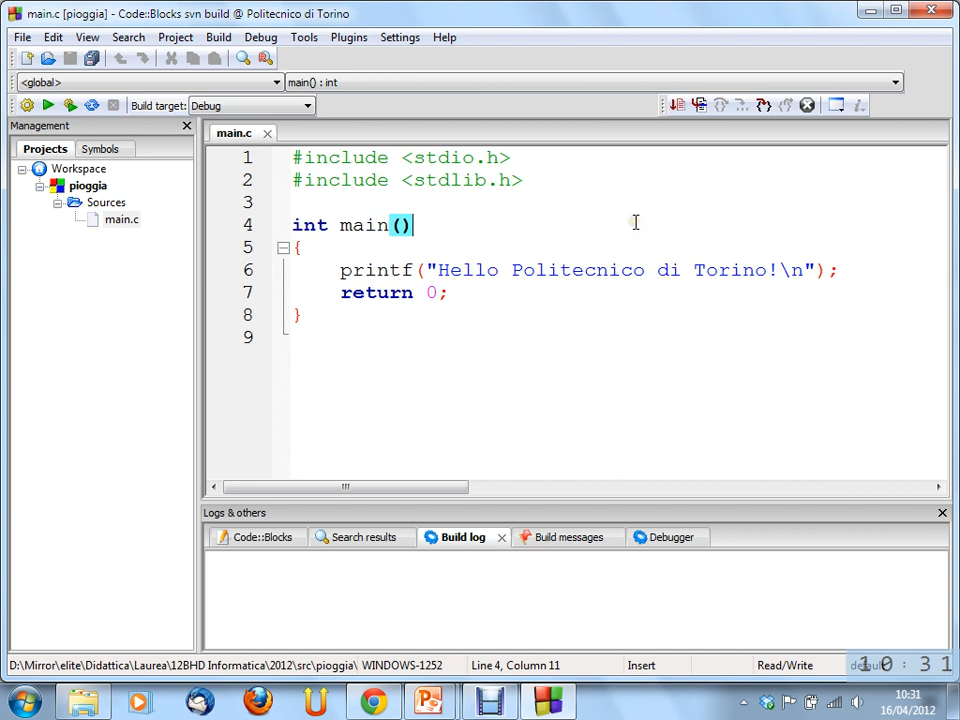 main.c [pioggia] - Code::Blocks svn build @ Politecnico di Torino
File Edit View Search Project Build Debug Tools Plugins Settings Help
<global> main() : int
Build target: Debug
Management
Projects Symbols
Workspace
pioggia
Sources
main.c
main.c
1 #include <stdio.h>
2 #include <stdlib.h>
3
4 int main()
5 {
6 printf("Hello Politecnico di Torino!\n");
7 return 0;
8 }
9
Logs & others
Code::Blocks Search results Build log Build messages Debugger
D:\Mirror\elite\Didattica\Laurea\12BHD Informatica\2012\src\pioggia\ WINDOWS-1252 Line 4, Column 11 Insert Read/Write default
10:31
10:31
16/04/2012